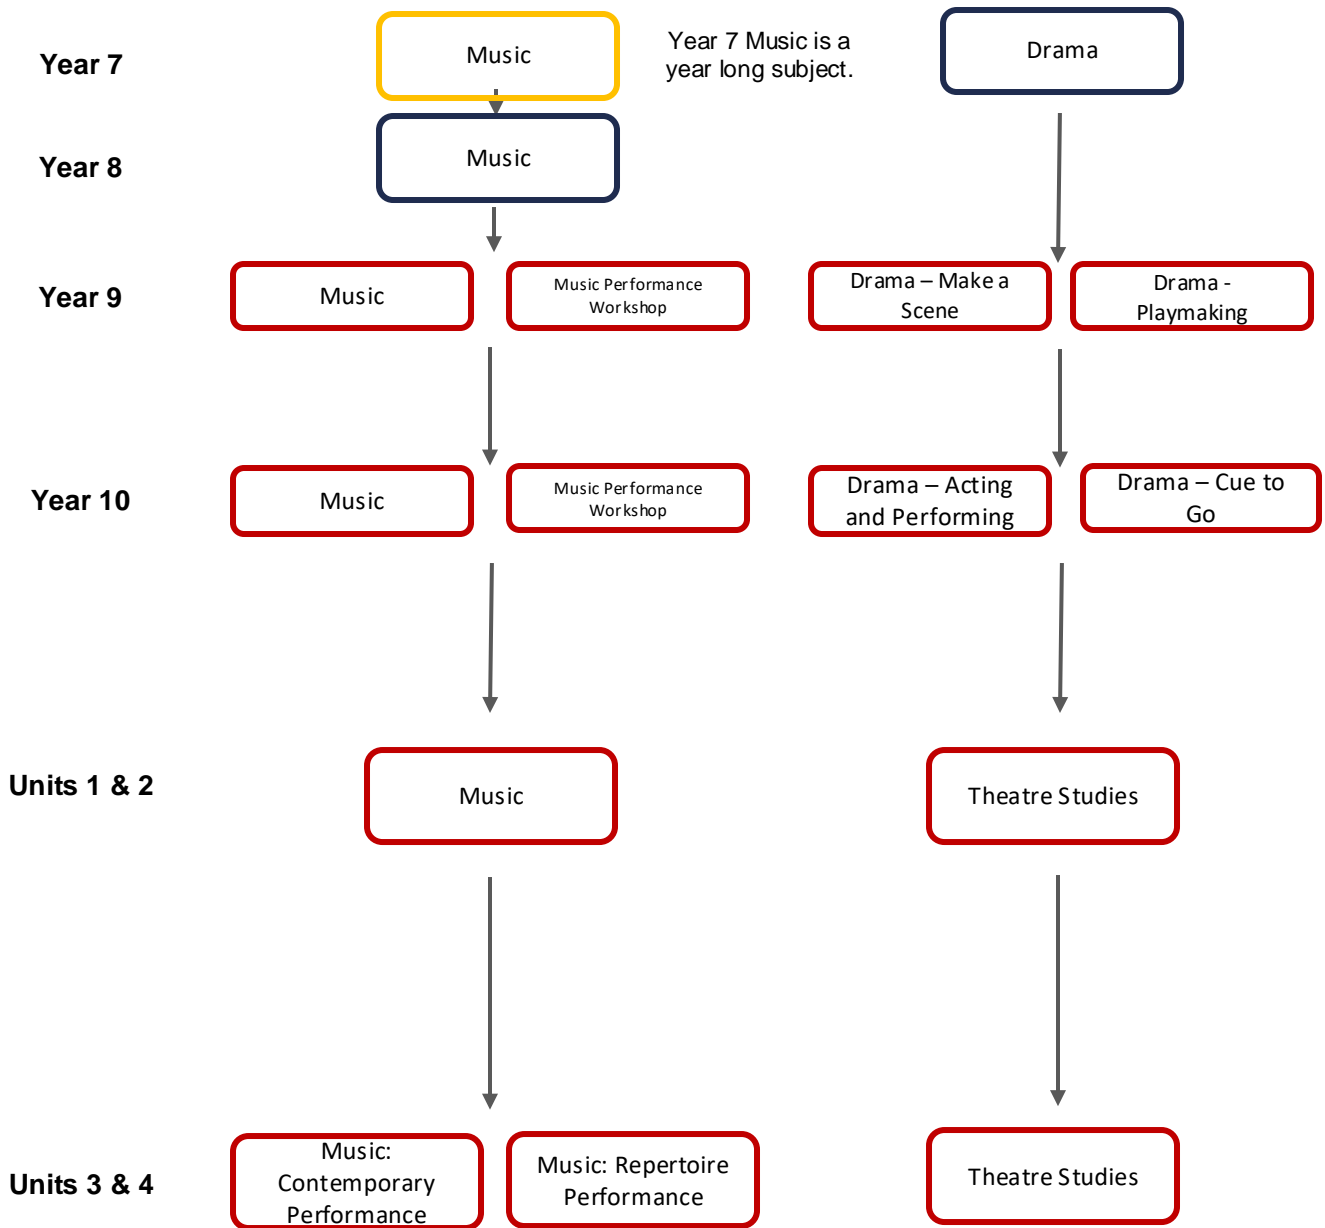 Year 7
Music
Year 7 Music is a
year long subject.
Drama
Year 8
Music
Year 9
Music
Music Performance
Workshop
Drama – Make a
Scene
Drama -
Playmaking
Year 10
Music
Music Performance
Workshop
Drama – Acting
and Performing
Drama – Cue to
Go
Units 1 & 2
Music
Theatre Studies
Units 3 & 4
Music:
Contemporary
Performance
Music: Repertoire
Performance
Theatre Studies